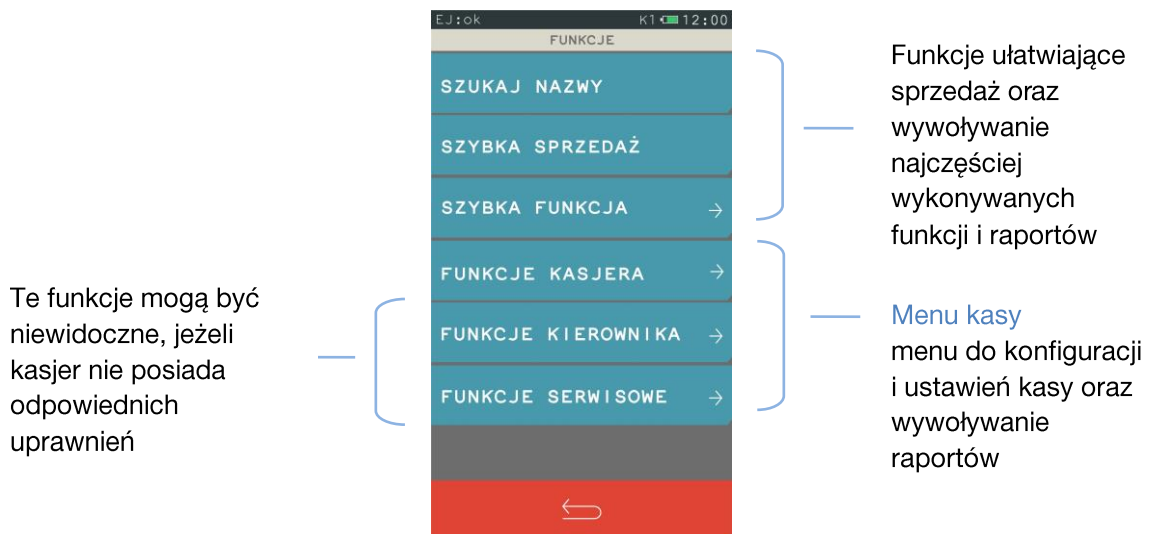 EJ:ok K1 12:00
FUNKCJE
SZUKAJ NAZWY
SZYBKA SPRZEDAŻ
SZYBKA FUNKCJA
FUNKCJE KASJERA
FUNKCJE KIEROWNIKA
FUNKCJE SERWISOWE
Funkcje ułatwiające
sprzedaż oraz
wywoływanie
najczęściej
wykonywanych
funkcji i raportów
Te funkcje mogą być
niewidoczne, jeżeli
kasjer nie posiada
odpowiednich
uprawnień
Menu kasy
menu do konfiguracji
i ustawień kasy oraz
wywoływanie
raportów